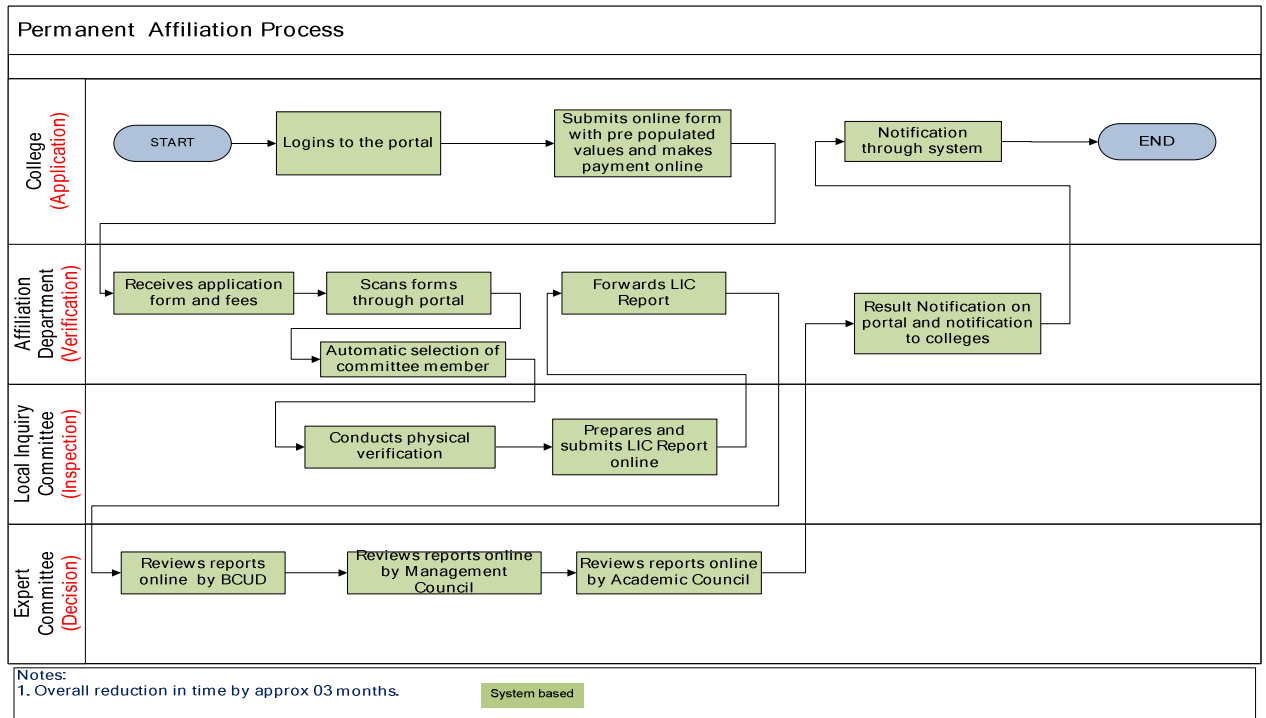 Permanent Affiliation Process
College
(Application)
START
Logins to the portal
Submits online form
with pre populated
values and makes
payment online
Notification
through system
END
Affiliation
Department
(Verification)
Receives application
form and fees
Scans forms
through portal
Automatic selection of
committee member
Forwards LIC
Report
Result Notification on
portal and notification
to colleges
Local Inquiry
Committee
(Inspection)
Conducts physical
verification
Prepares and
submits LIC Report
online
Expert
Committee
(Decision)
Reviews reports
online by BCUD
Reviews reports online
by Management
Council
Reviews reports online
by Academic Council
Notes:
1. Overall reduction in time by approx 03 months.
System based